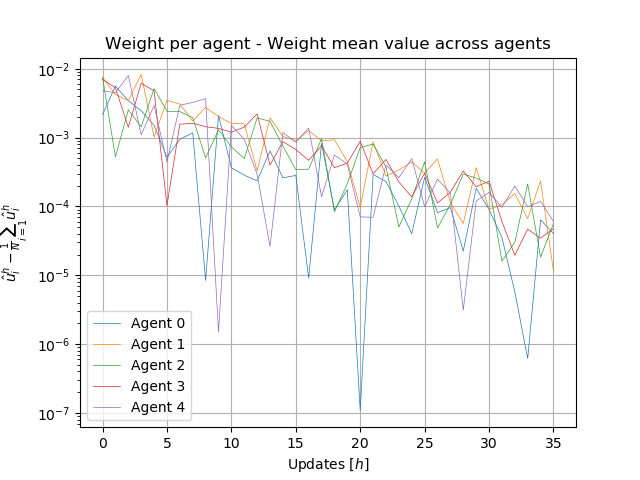 Weight per agent - Weight mean value across agents
10⁻²
10⁻³
10⁻⁴
10⁻⁵
10⁻⁶
10⁻⁷
û_i^h - 1/N ∑_{i=1} û_i^h
Agent 0
Agent 1
Agent 2
Agent 3
Agent 4
0 5 10 15 20 25 30 35
Updates [h]